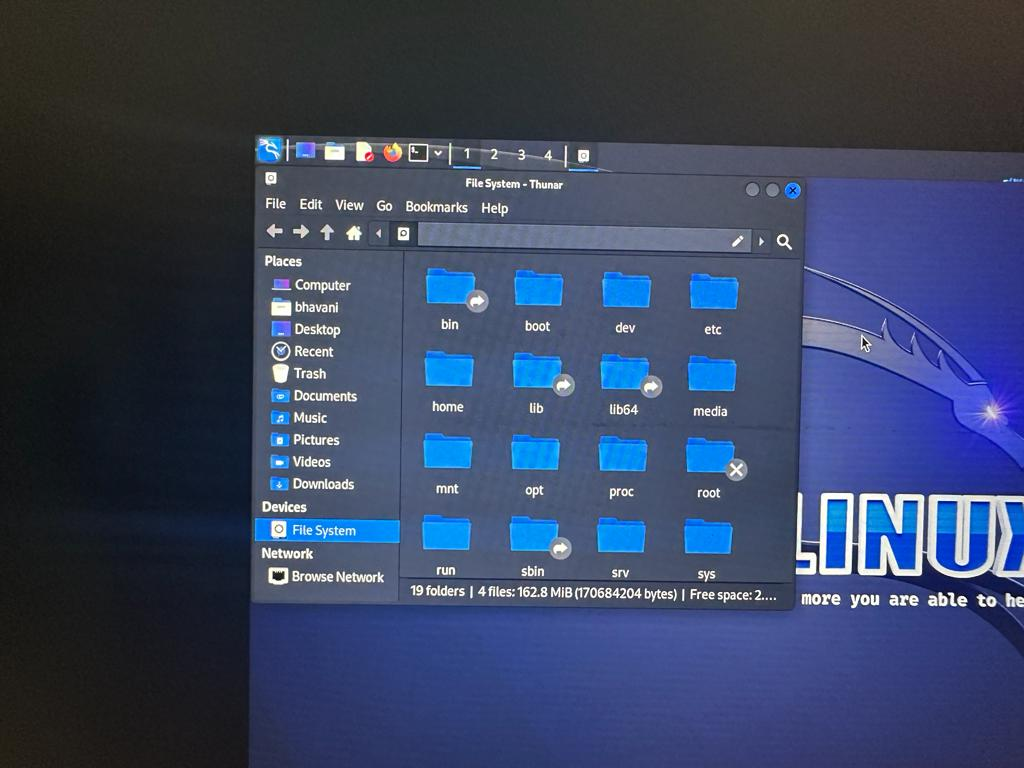 1 2 3 4
File System - Thunar
File Edit View Go Bookmarks Help
Places
Computer
bhavani
Desktop
Recent
Trash
Documents
Music
Pictures
Videos
Downloads
Devices
File System
Network
Browse Network
bin boot dev etc
home lib lib64 media
mnt opt proc root
run sbin srv sys
19 folders | 4 files: 162.8 MiB (170684204 bytes) | Free space: 2....
LINUX
more you are able to he